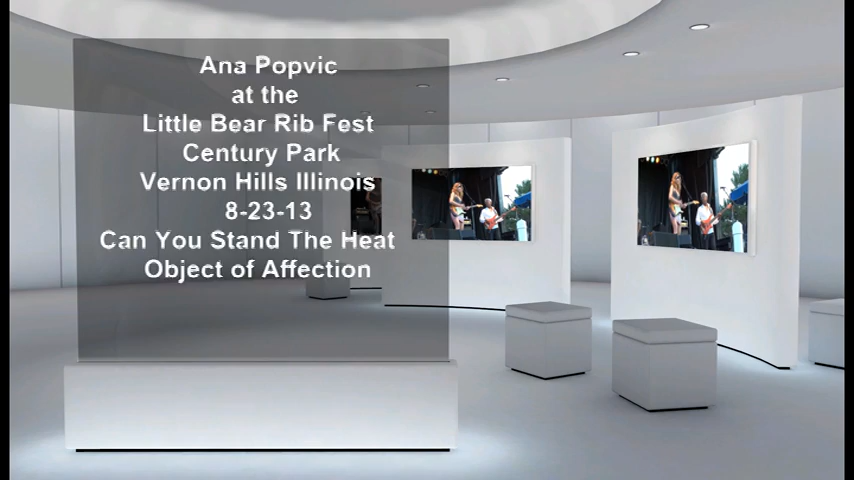 Ana Popvic
at the
Little Bear Rib Fest
Century Park
Vernon Hills Illinois
8-23-13
Can You Stand The Heat
Object of Affection